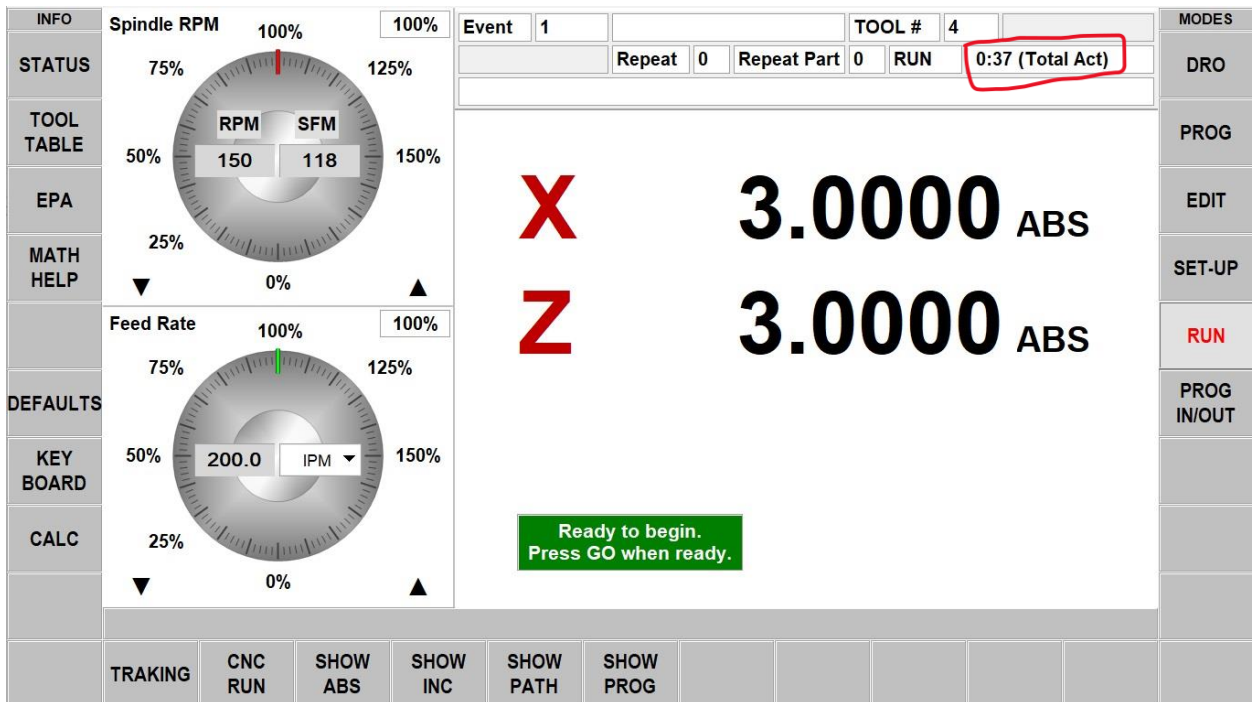 INFO
STATUS
TOOL
TABLE
EPA
MATH
HELP
DEFAULTS
KEY
BOARD
CALC
Spindle RPM
100%
100%
75%
125%
RPM
SFM
50%
150
118
150%
25%
▼
0%
▲
Feed Rate
100%
100%
75%
125%
50%
200.0
IPM ▼
150%
25%
▼
0%
▲
Event 1 TOOL # 4
Repeat 0 Repeat Part 0 RUN 0:37 (Total Act)
X 3.0000 ABS
Z 3.0000 ABS
Ready to begin.
Press GO when ready.
MODES
DRO
PROG
EDIT
SET-UP
RUN
PROG
IN/OUT
TRAKING
CNC
RUN
SHOW
ABS
SHOW
INC
SHOW
PATH
SHOW
PROG